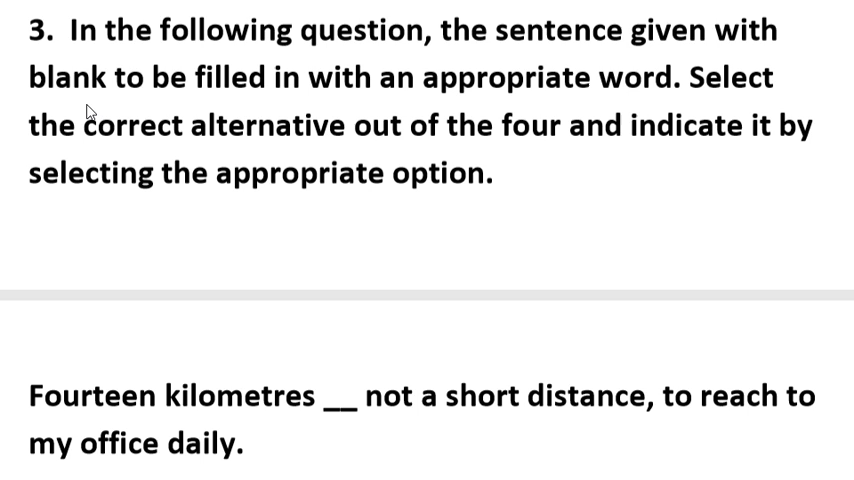 3. In the following question, the sentence given with
blank to be filled in with an appropriate word. Select
the correct alternative out of the four and indicate it by
selecting the appropriate option.
Fourteen kilometres __ not a short distance, to reach to
my office daily.